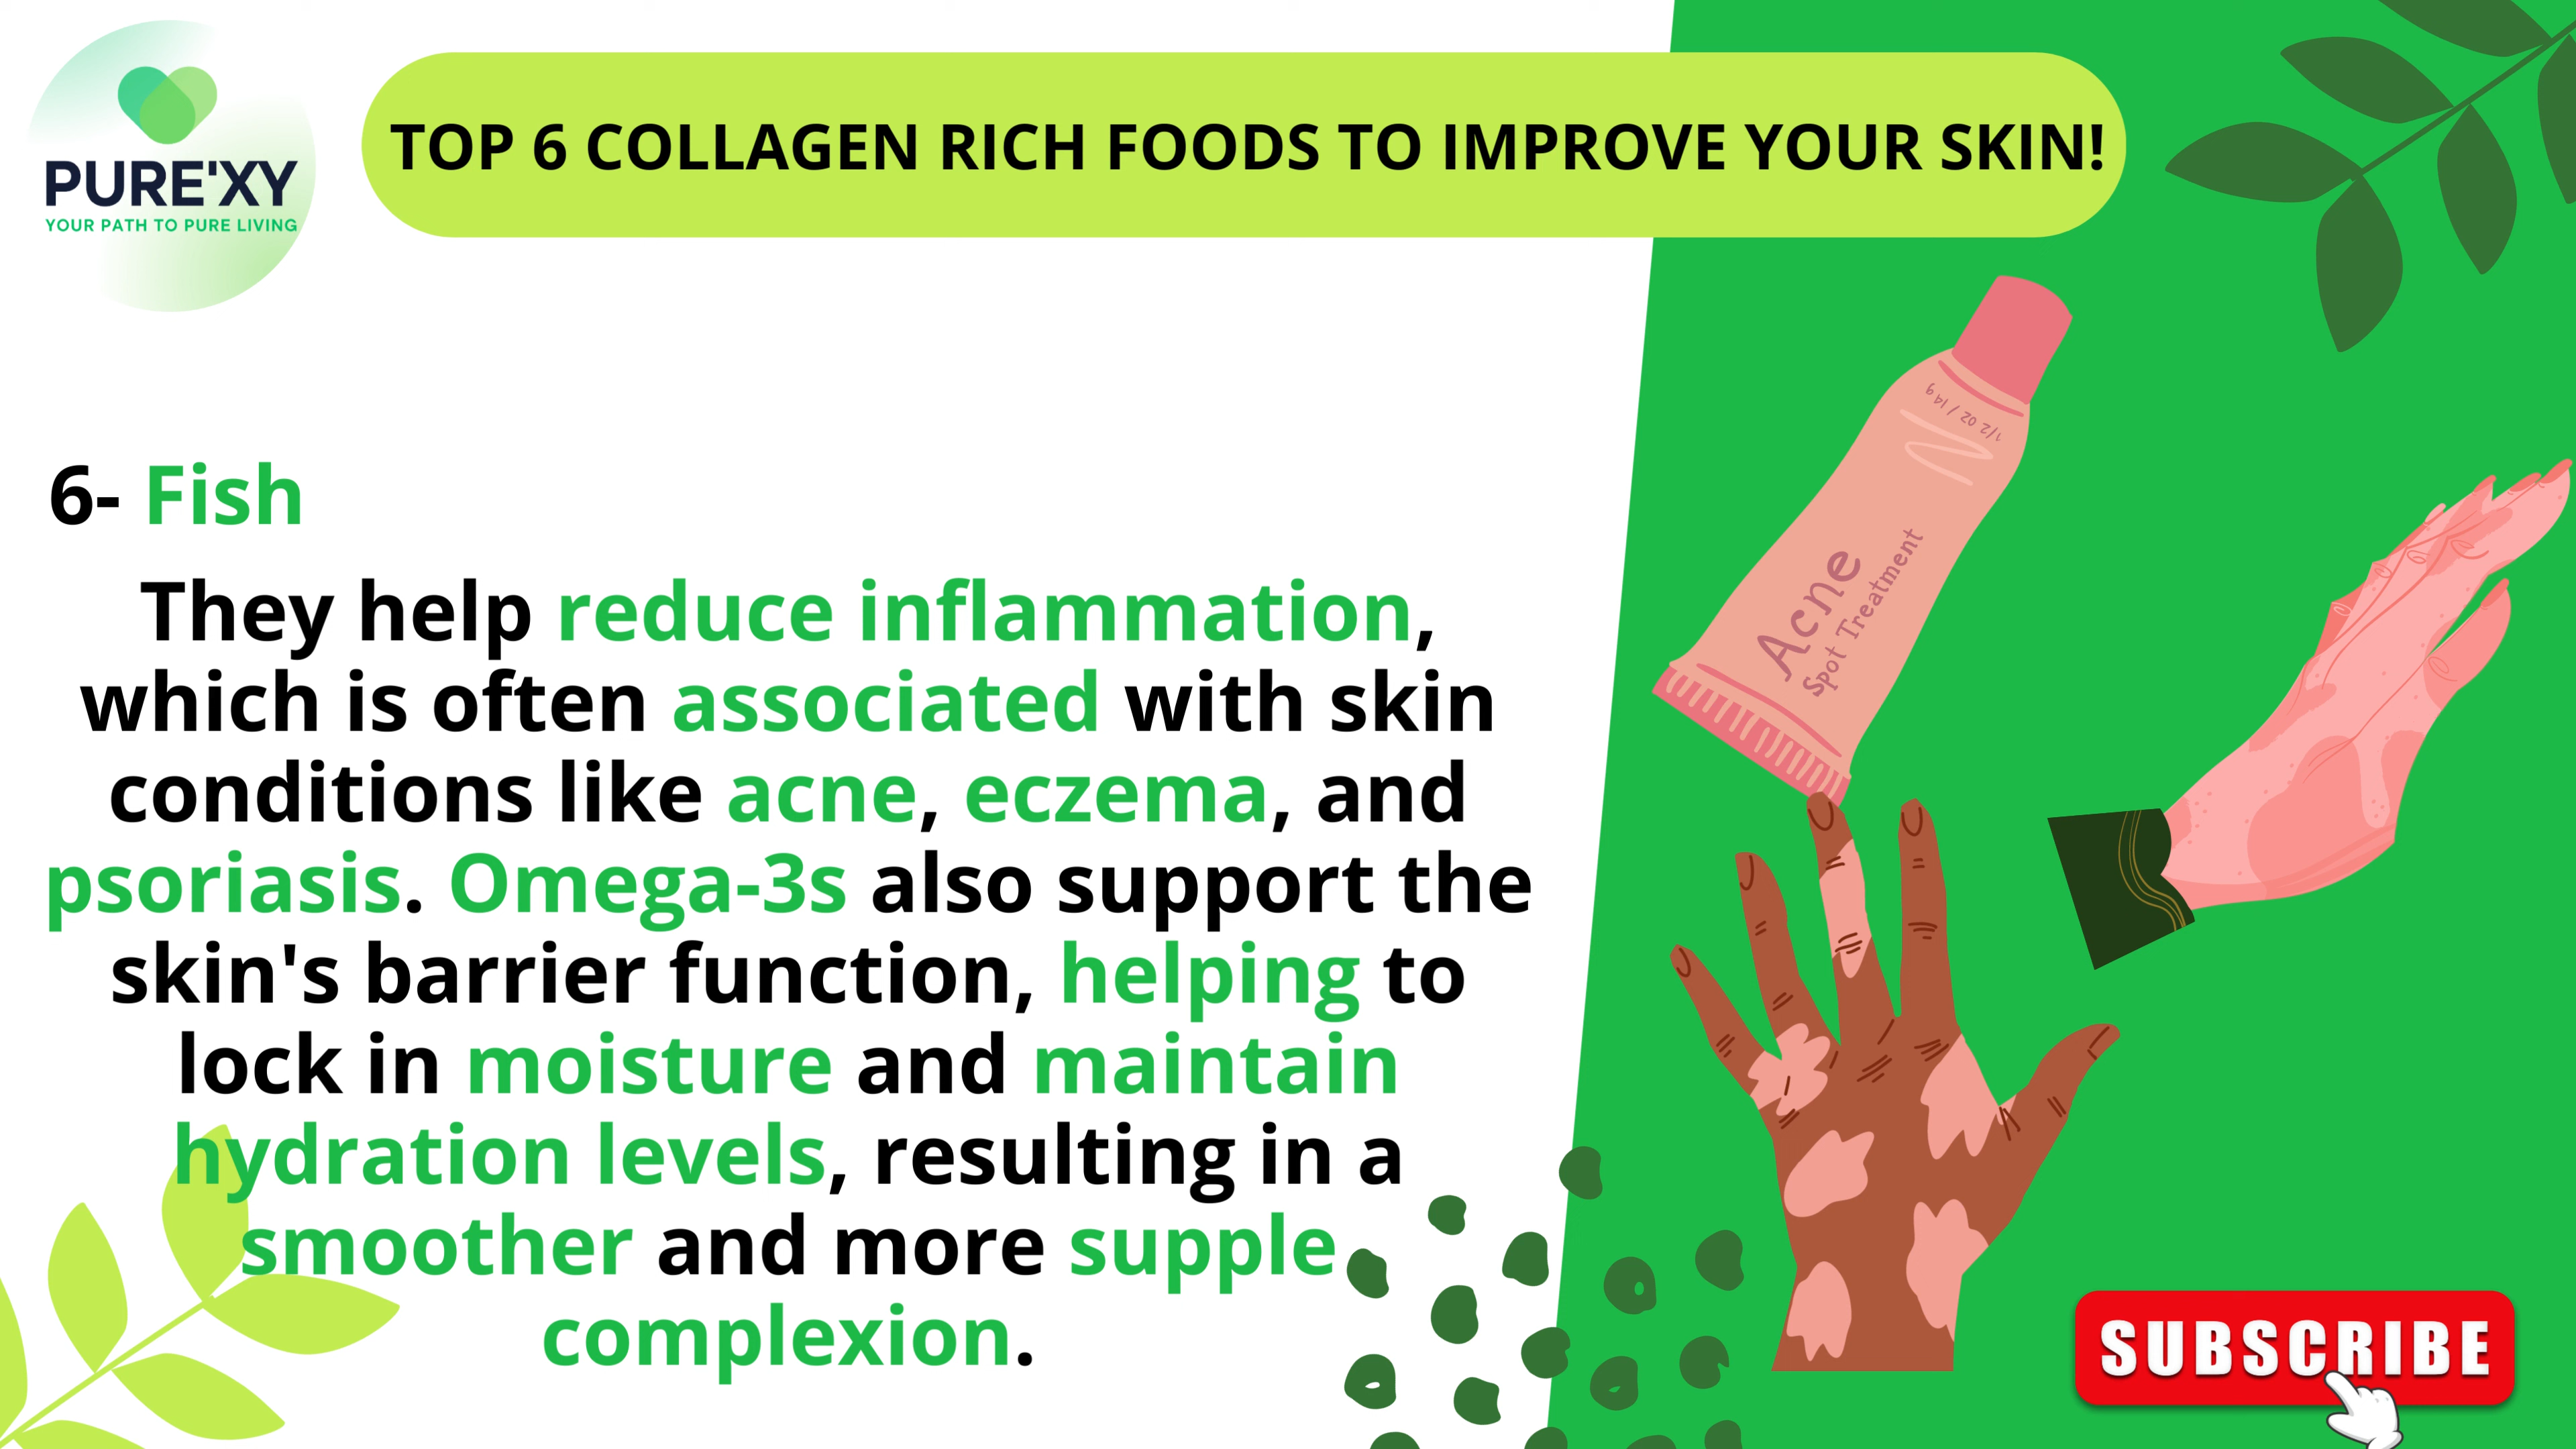 PURE'XY
YOUR PATH TO PURE LIVING
TOP 6 COLLAGEN RICH FOODS TO IMPROVE YOUR SKIN!
6- Fish
They help reduce inflammation,
which is often associated with skin
conditions like acne, eczema, and
psoriasis. Omega-3s also support the
skin's barrier function, helping to
lock in moisture and maintain
hydration levels, resulting in a
smoother and more supple
complexion.
1/2 oz / 14 g
Acne
Spot Treatment
SUBSCRIBE